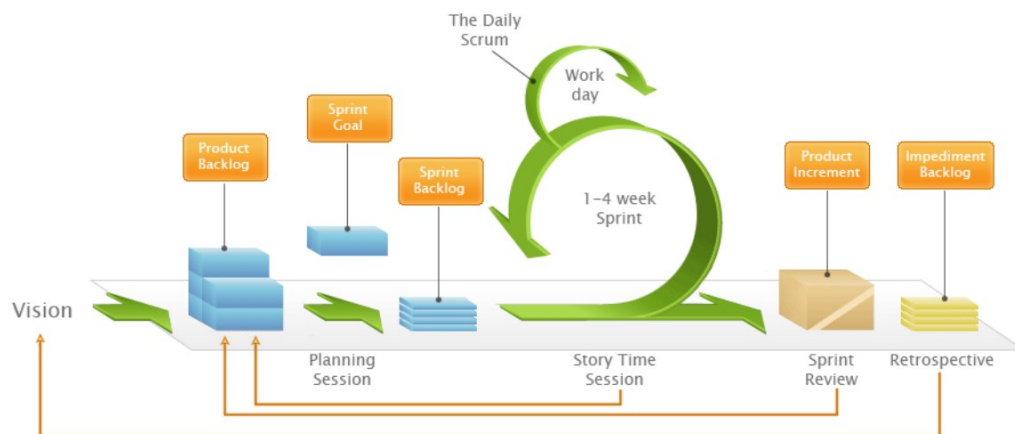 The Daily
Scrum
Work
day
Sprint
Goal
Product
Backlog
Sprint
Backlog
1-4 week
Sprint
Product
Increment
Impediment
Backlog
Vision
Planning
Session
Story Time
Session
Sprint
Review
Retrospective